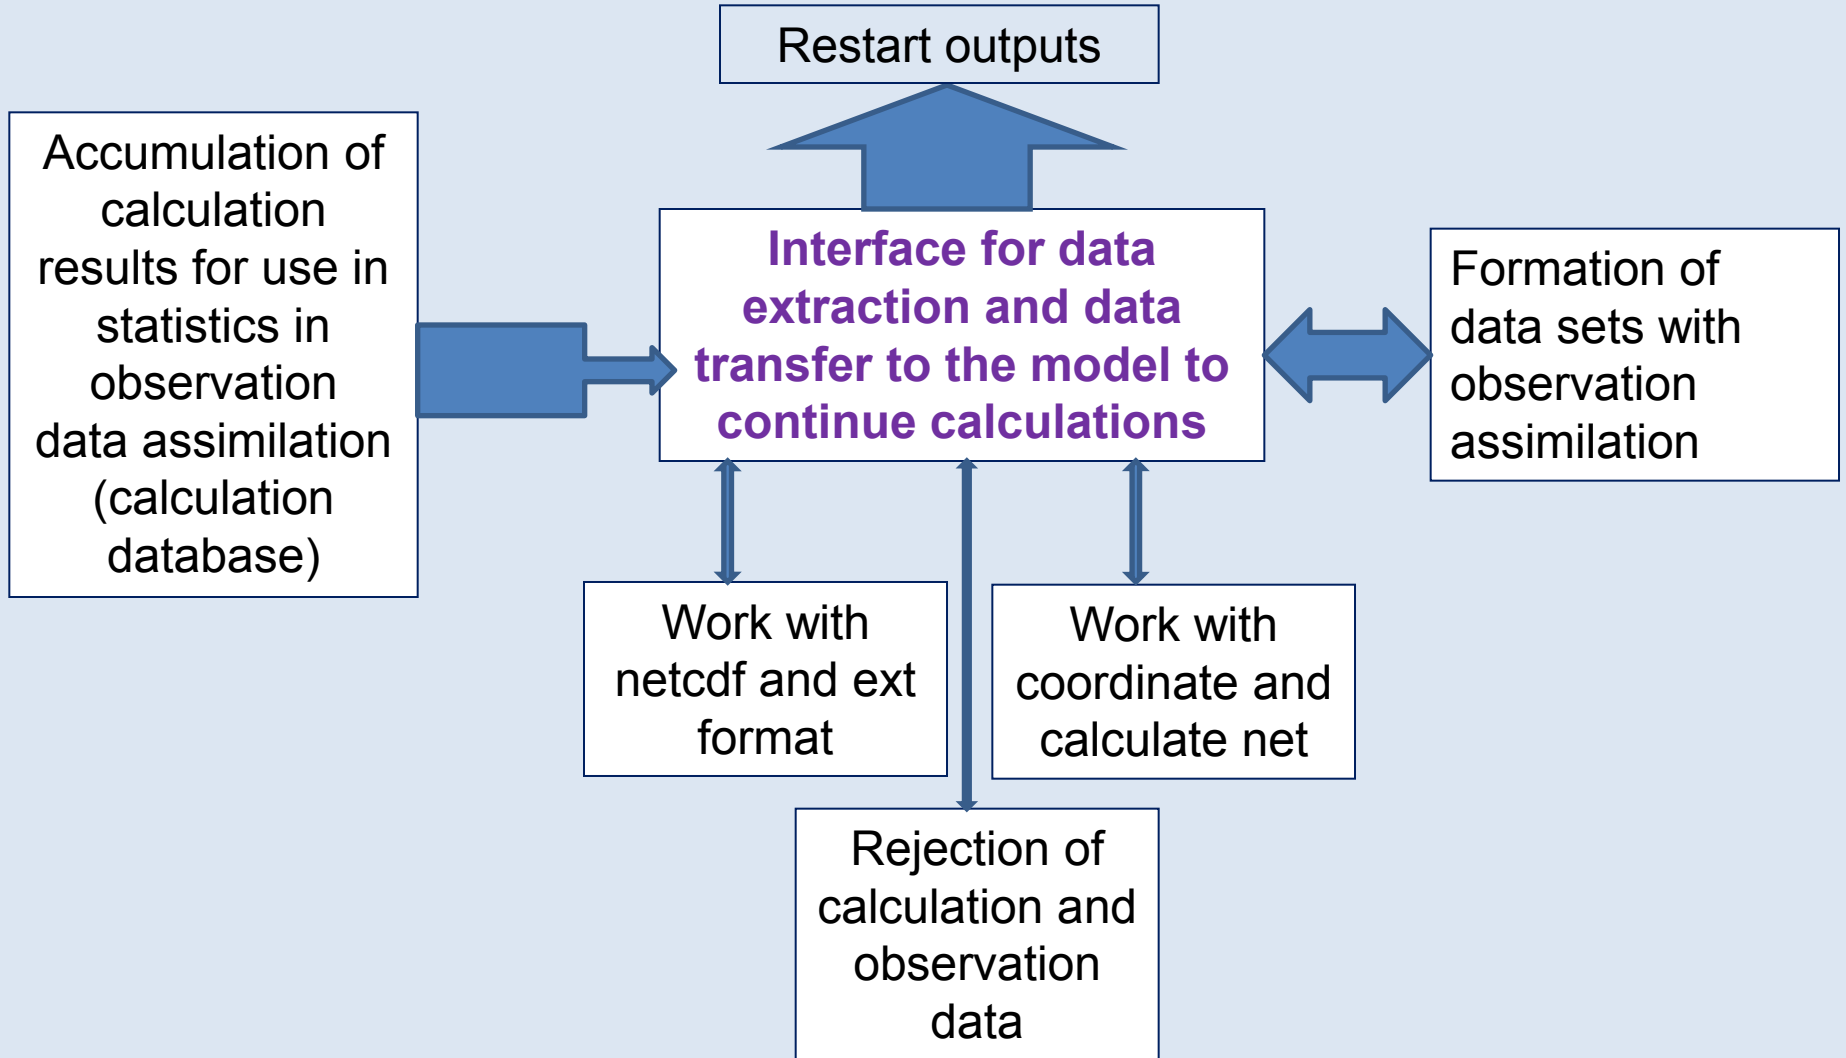 Restart outputs
Accumulation of
calculation
results for use in
statistics in
observation
data assimilation
(calculation
database)
Interface for data
extraction and data
transfer to the model to
continue calculations
Formation of
data sets with
observation
assimilation
Work with
netcdf and ext
format
Work with
coordinate and
calculate net
Rejection of
calculation and
observation
data